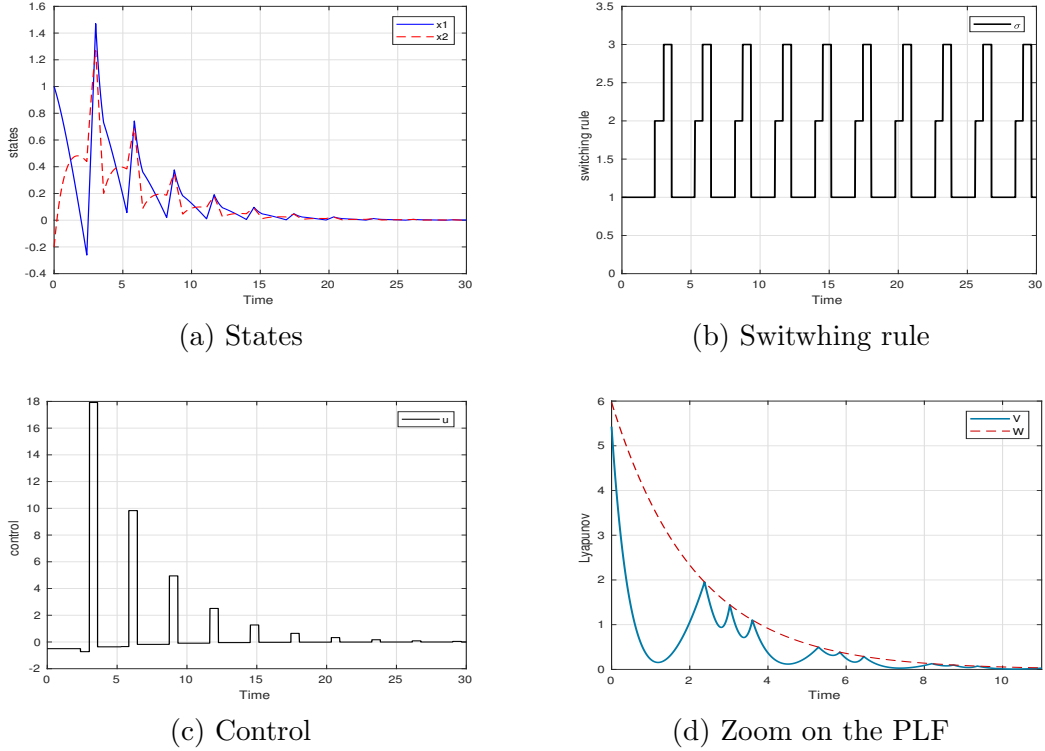 1.6
1.4
1.2
1
0.8
0.6
0.4
0.2
0
-0.2
-0.4
states
x1
x2
0 5 10 15 20 25 30
Time
(a) States
4
3.5
3
2.5
2
1.5
1
0.5
0
switching rule
σ
0 5 10 15 20 25 30
Time
(b) Switwhing rule
18
16
14
12
10
8
6
4
2
0
-2
control
u
0 5 10 15 20 25 30
Time
(c) Control
6
5
4
3
2
1
0
Lyapunov
V
W
0 2 4 6 8 10
Time
(d) Zoom on the PLF